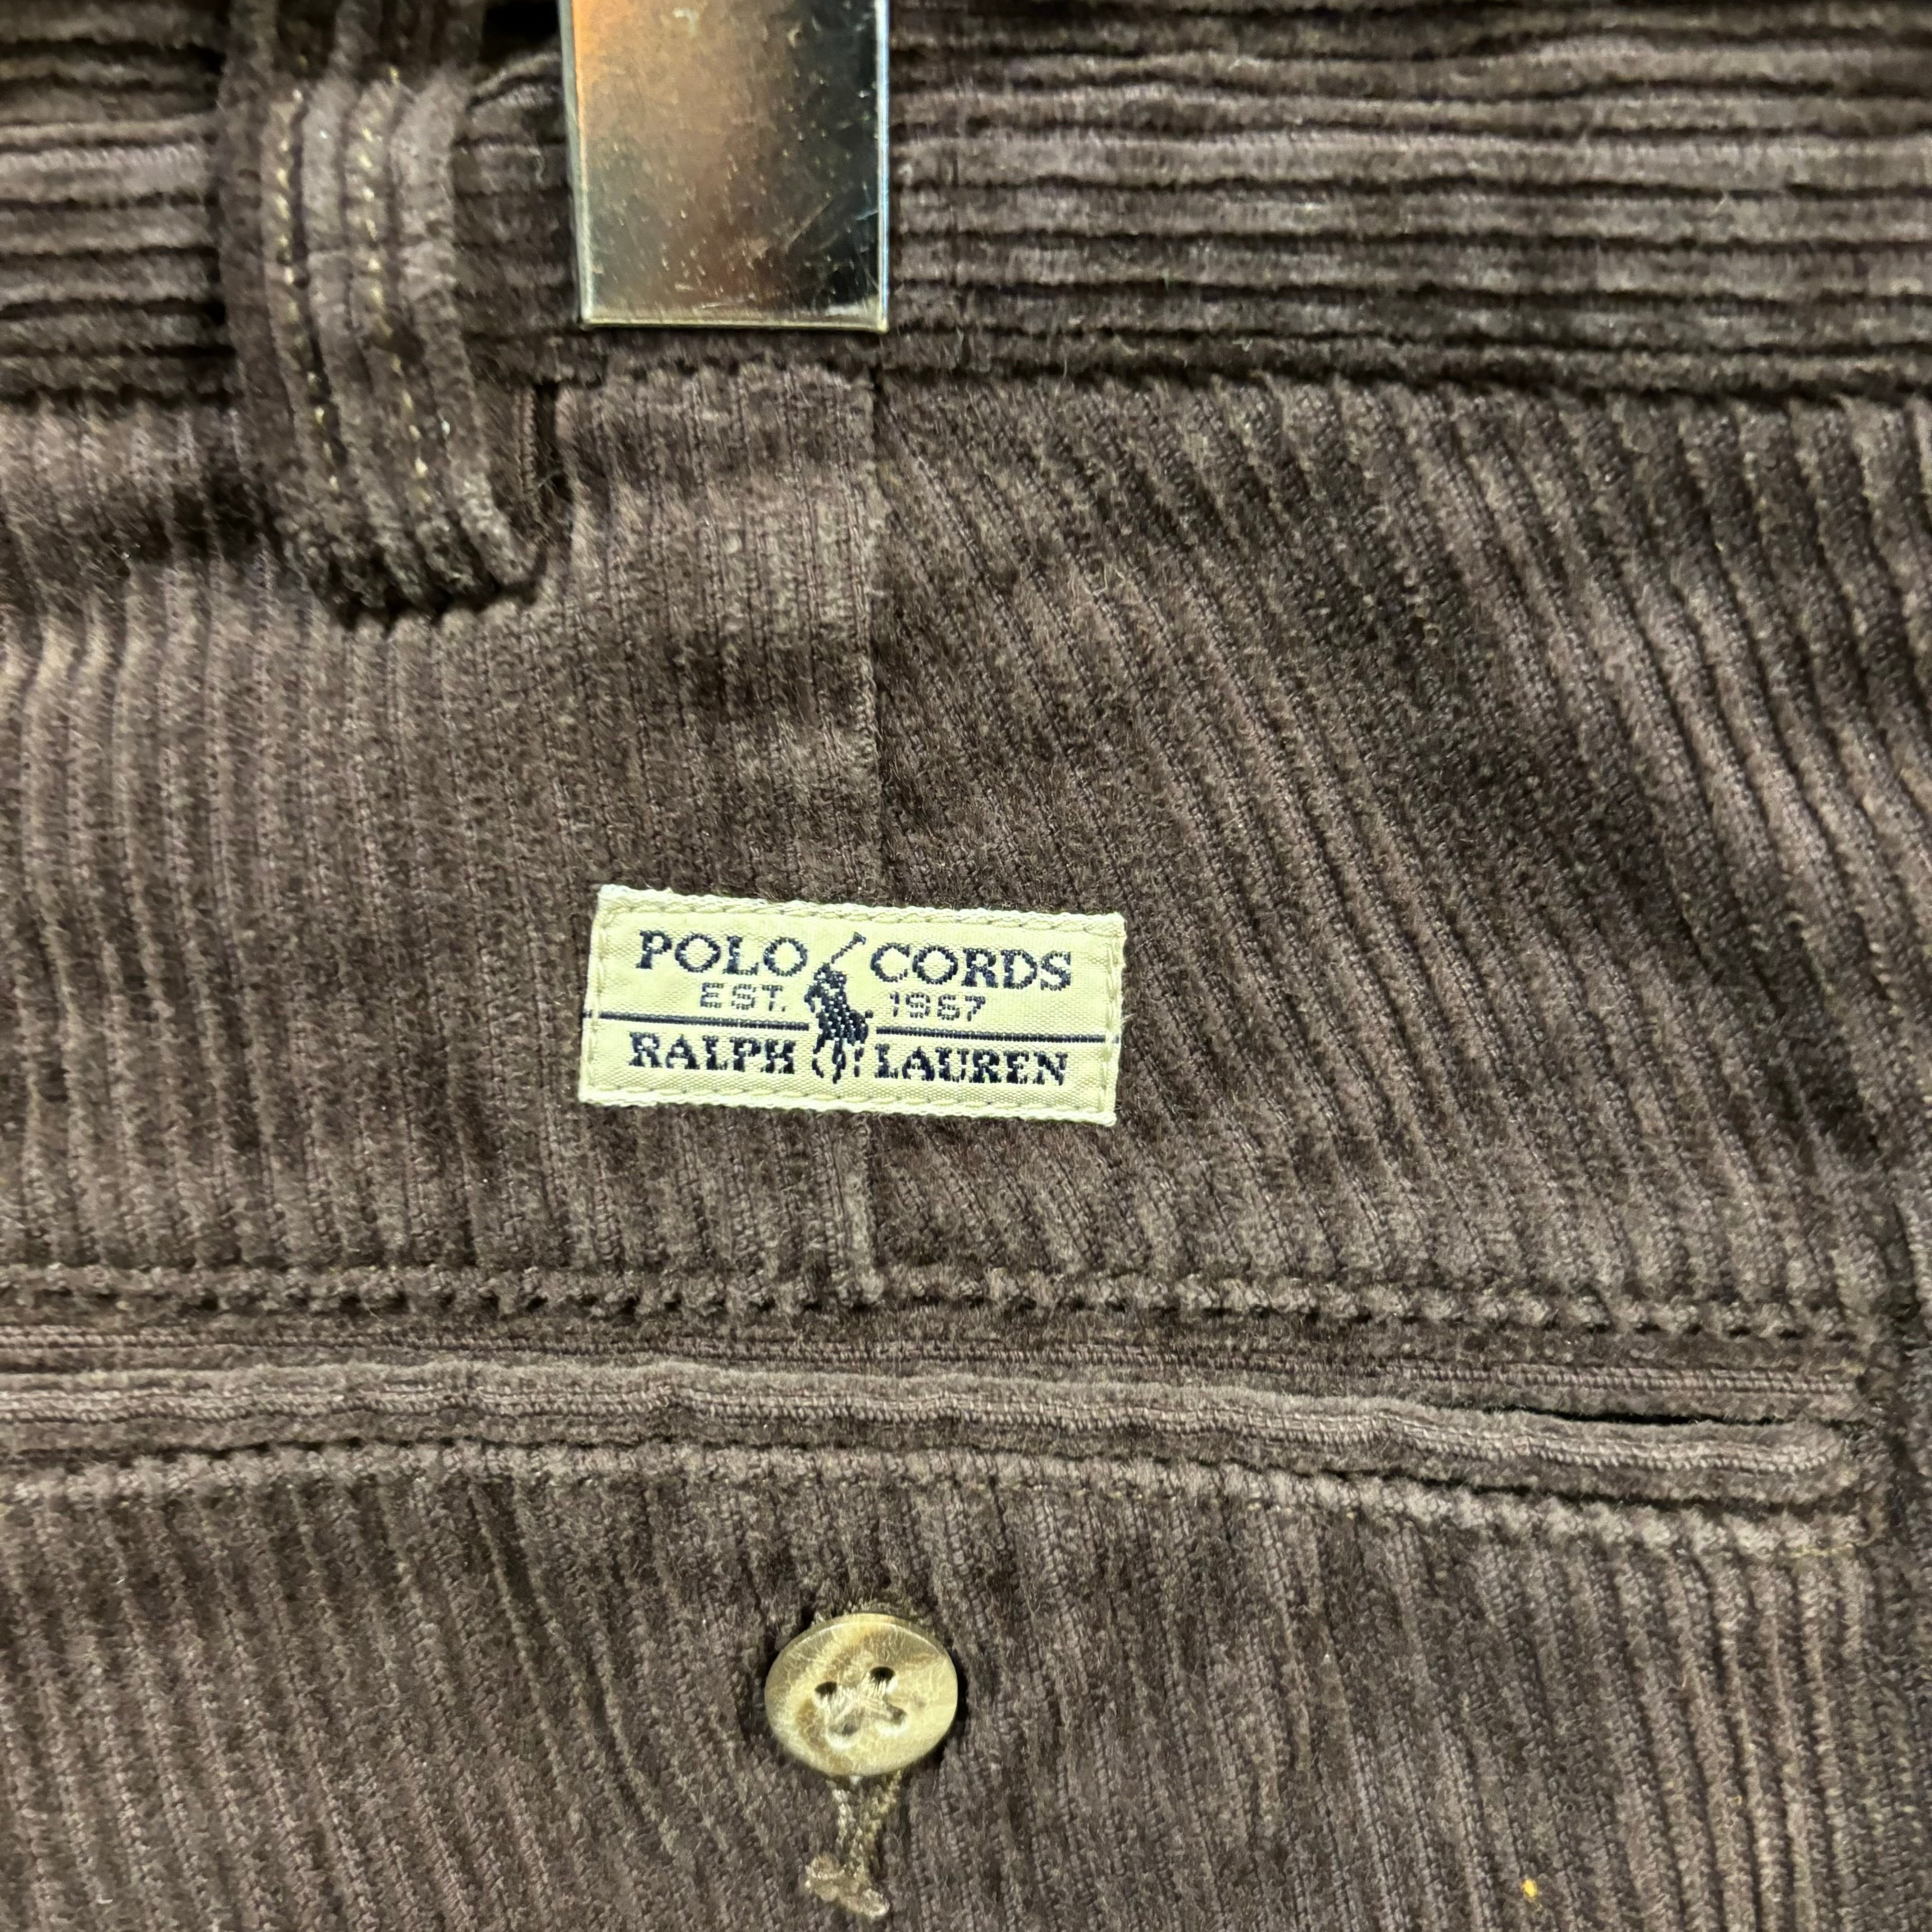 POLO CORDS
EST. 1967
RALPH LAUREN